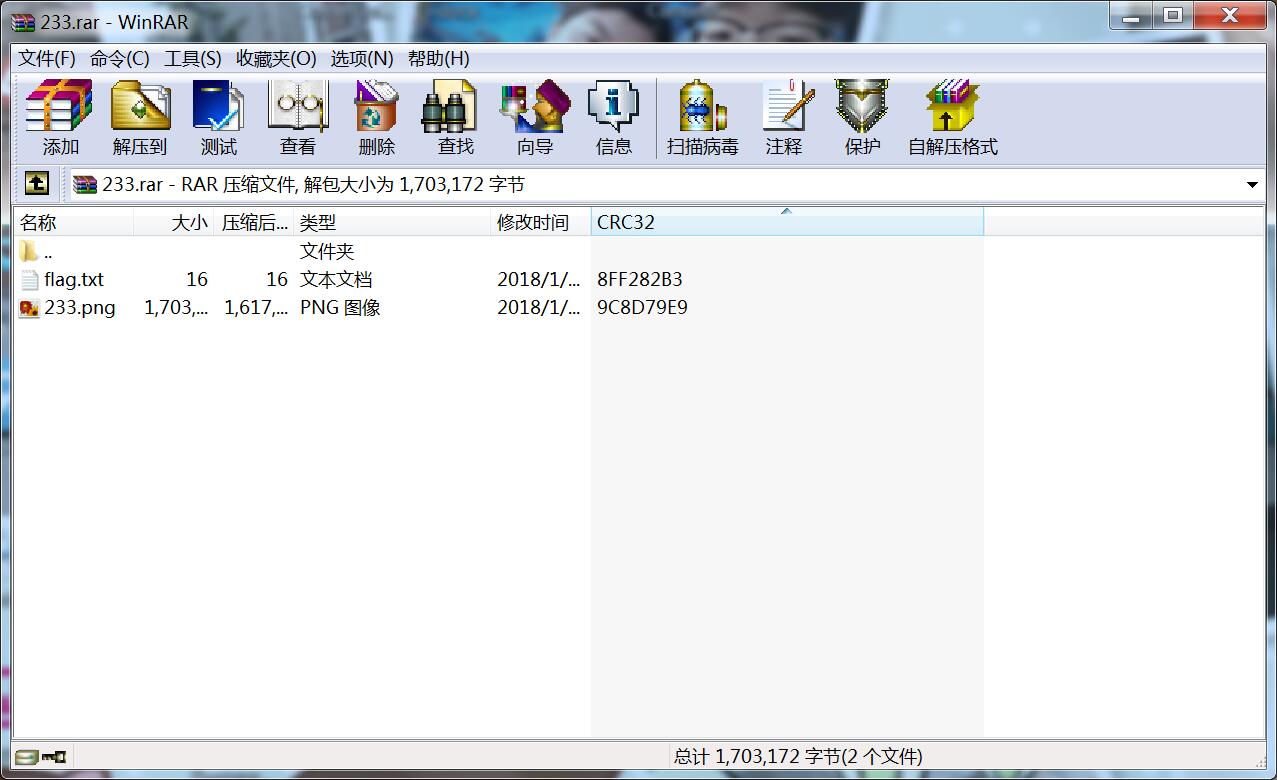 233.rar - WinRAR
文件(F) 命令(C) 工具(S) 收藏夹(O) 选项(N) 帮助(H)
添加 解压到 测试 查看 删除 查找 向导 信息 扫描病毒 注释 保护 自解压格式
233.rar - RAR 压缩文件, 解包大小为 1,703,172 字节
名称 大小 压缩后... 类型 修改时间 CRC32
.. 文件夹
flag.txt 16 16 文本文档 2018/1/... 8FF282B3
233.png 1,703,... 1,617,... PNG 图像 2018/1/... 9C8D79E9
总计 1,703,172 字节(2 个文件)